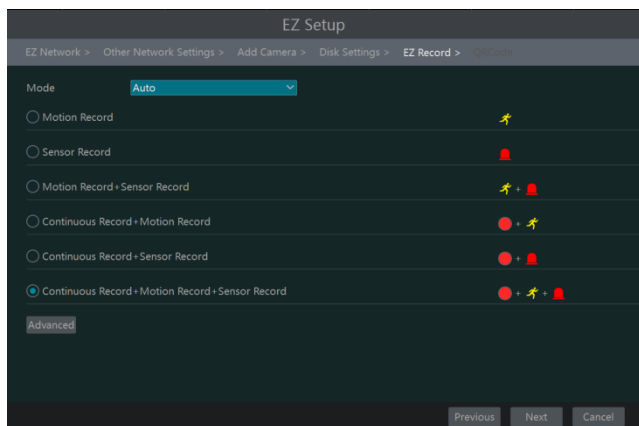 EZ Setup
EZ Network > Other Network Settings > Add Camera > Disk Settings > EZ Record > QRCode
Mode Auto
Motion Record
Sensor Record
Motion Record+Sensor Record +
Continuous Record+Motion Record +
Continuous Record+Sensor Record +
Continuous Record+Motion Record+Sensor Record + +
Advanced
Previous Next Cancel